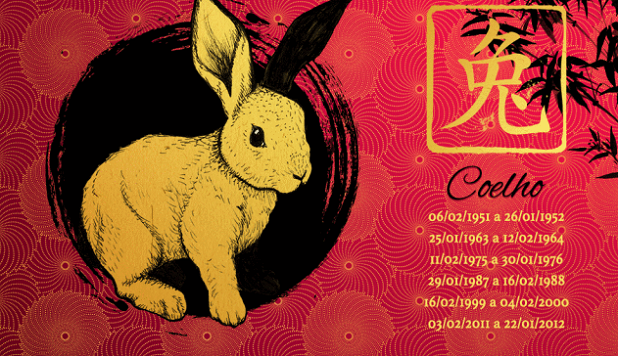 兔
Coelho
06/02/1951 a 26/01/1952
25/01/1963 a 12/02/1964
11/02/1975 a 30/01/1976
29/01/1987 a 16/02/1988
16/02/1999 a 04/02/2000
03/02/2011 a 22/01/2012